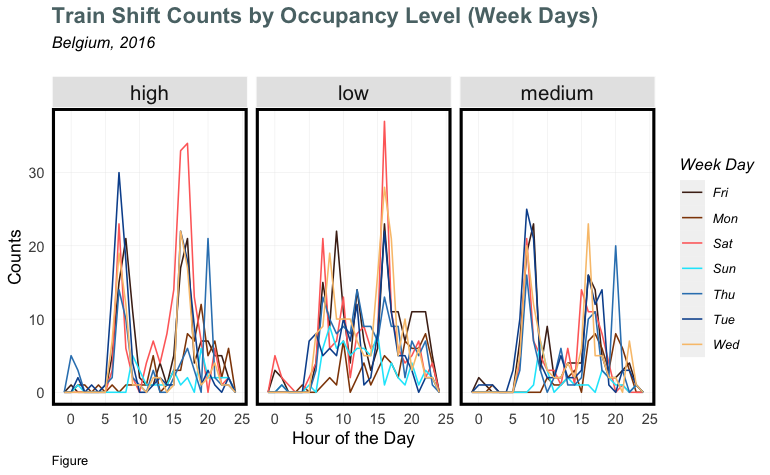 Train Shift Counts by Occupancy Level (Week Days)
Belgium, 2016
high low medium
Counts
30
20
10
0
0 5 10 15 20 25 0 5 10 15 20 25 0 5 10 15 20 25
Hour of the Day
Week Day
Fri
Mon
Sat
Sun
Thu
Tue
Wed
Figure